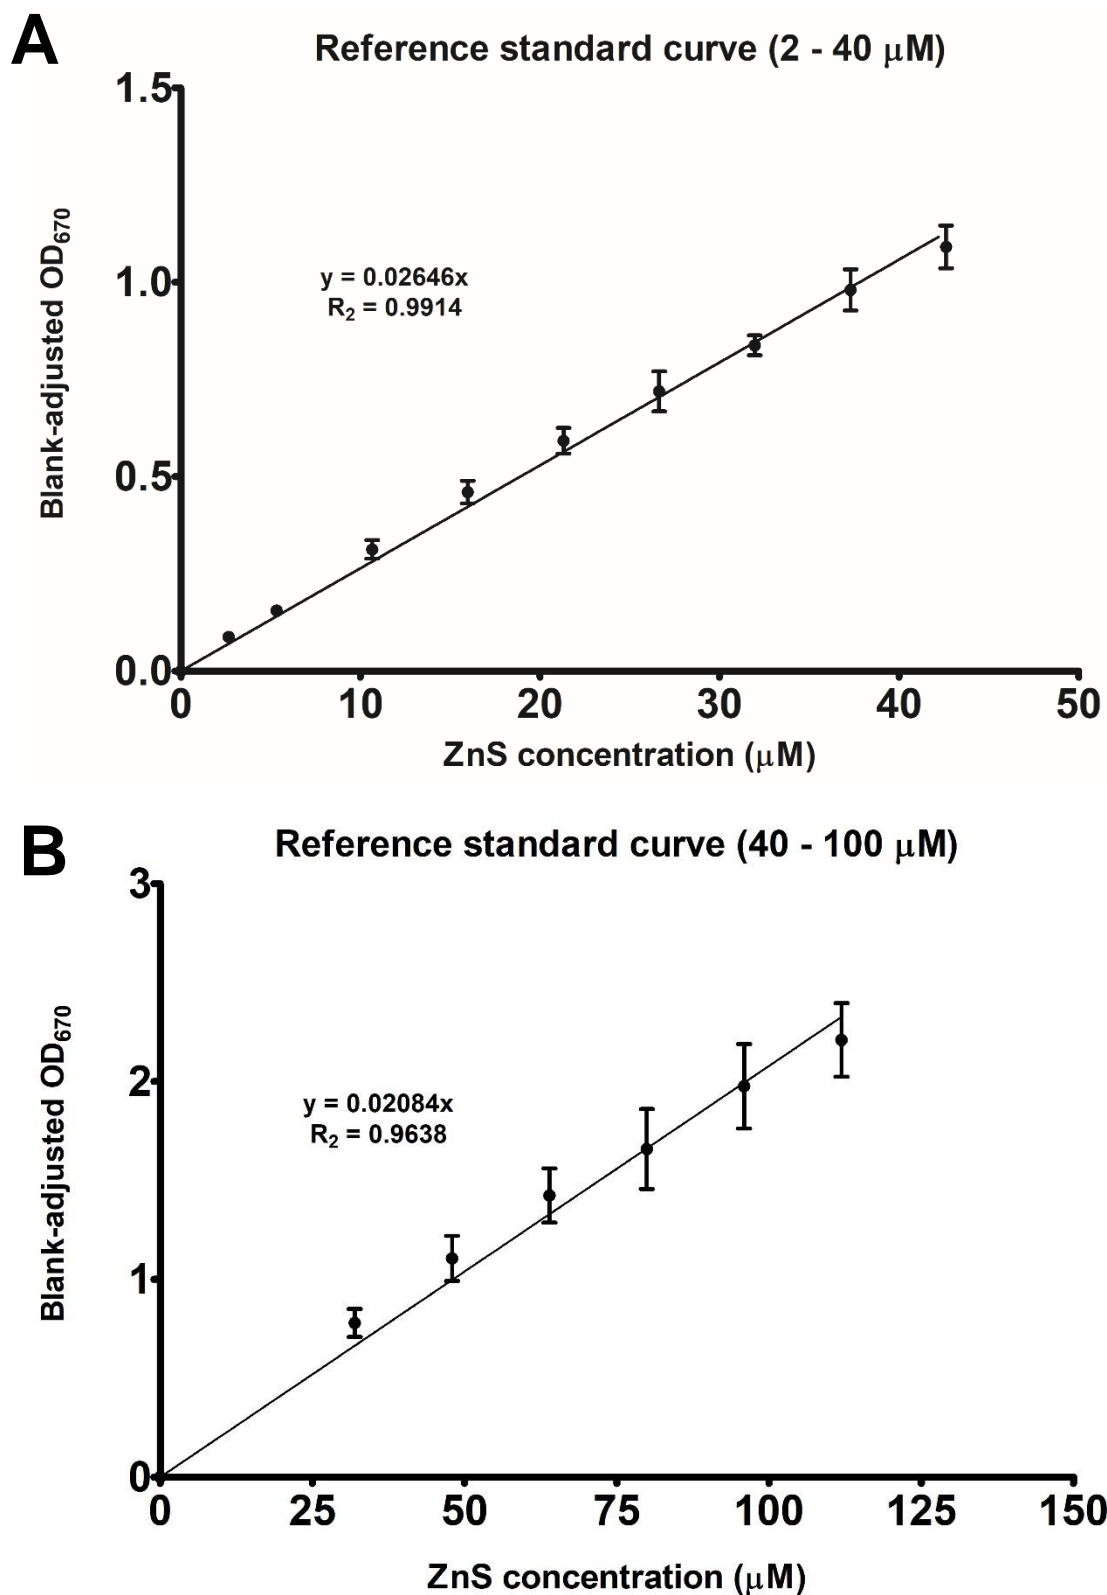 A
Reference standard curve (2 - 40 μM)
1.5
1.0
0.5
0.0
Blank-adjusted OD670
y = 0.02646x
R2 = 0.9914
0 10 20 30 40 50
ZnS concentration (μM)
B
Reference standard curve (40 - 100 μM)
3
2
1
0
Blank-adjusted OD670
y = 0.02084x
R2 = 0.9638
0 25 50 75 100 125 150
ZnS concentration (μM)